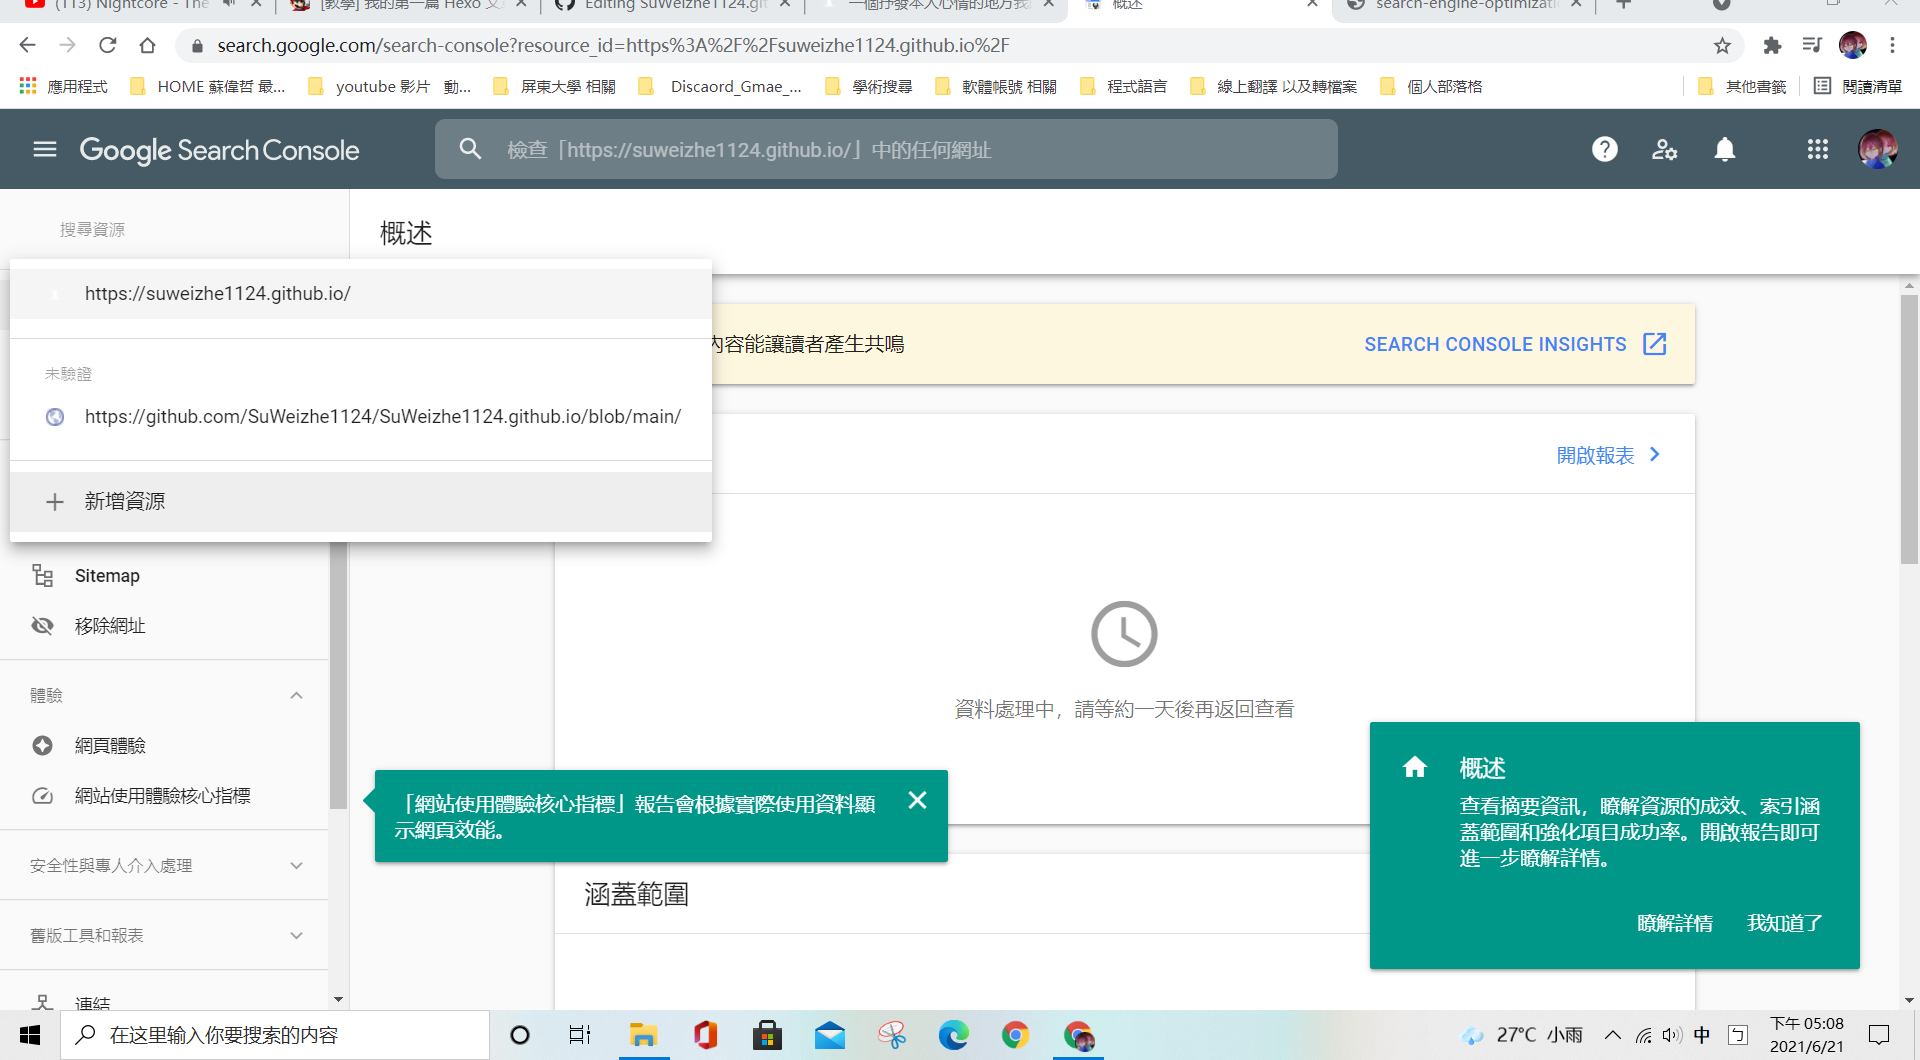 (113) Nightcore - The
[教學] 我的第一篇 Hexo 文
Editing SuWeizhe1124.git
一個抒發本人心情的地方我
概述
search-engine-optimizatio
search.google.com/search-console?resource_id=https%3A%2F%2Fsuweizhe1124.github.io%2F
應用程式
HOME 蘇偉哲 最...
youtube 影片 動...
屏東大學 相關
Discaord_Gmae_...
學術搜尋
軟體帳號 相關
程式語言
線上翻譯 以及轉檔案
個人部落格
其他書籤
閱讀清單
Google Search Console
檢查「https://suweizhe1124.github.io/」中的任何網址
搜尋資源
概述
https://suweizhe1124.github.io/
未驗證
https://github.com/SuWeizhe1124/SuWeizhe1124.github.io/blob/main/
新增資源
內容能讓讀者產生共鳴
SEARCH CONSOLE INSIGHTS
開啟報表
Sitemap
移除網址
體驗
網頁體驗
網站使用體驗核心指標
安全性與專人介入處理
舊版工具和報表
連結
資料處理中，請等約一天後再返回查看
「網站使用體驗核心指標」報告會根據實際使用資料顯
示網頁效能。
涵蓋範圍
概述
查看摘要資訊，瞭解資源的成效、索引涵
蓋範圍和強化項目成功率。開啟報告即可
進一步瞭解詳情。
瞭解詳情
我知道了
在这里输入你要搜索的内容
27°C 小雨
中
下午 05:08
2021/6/21